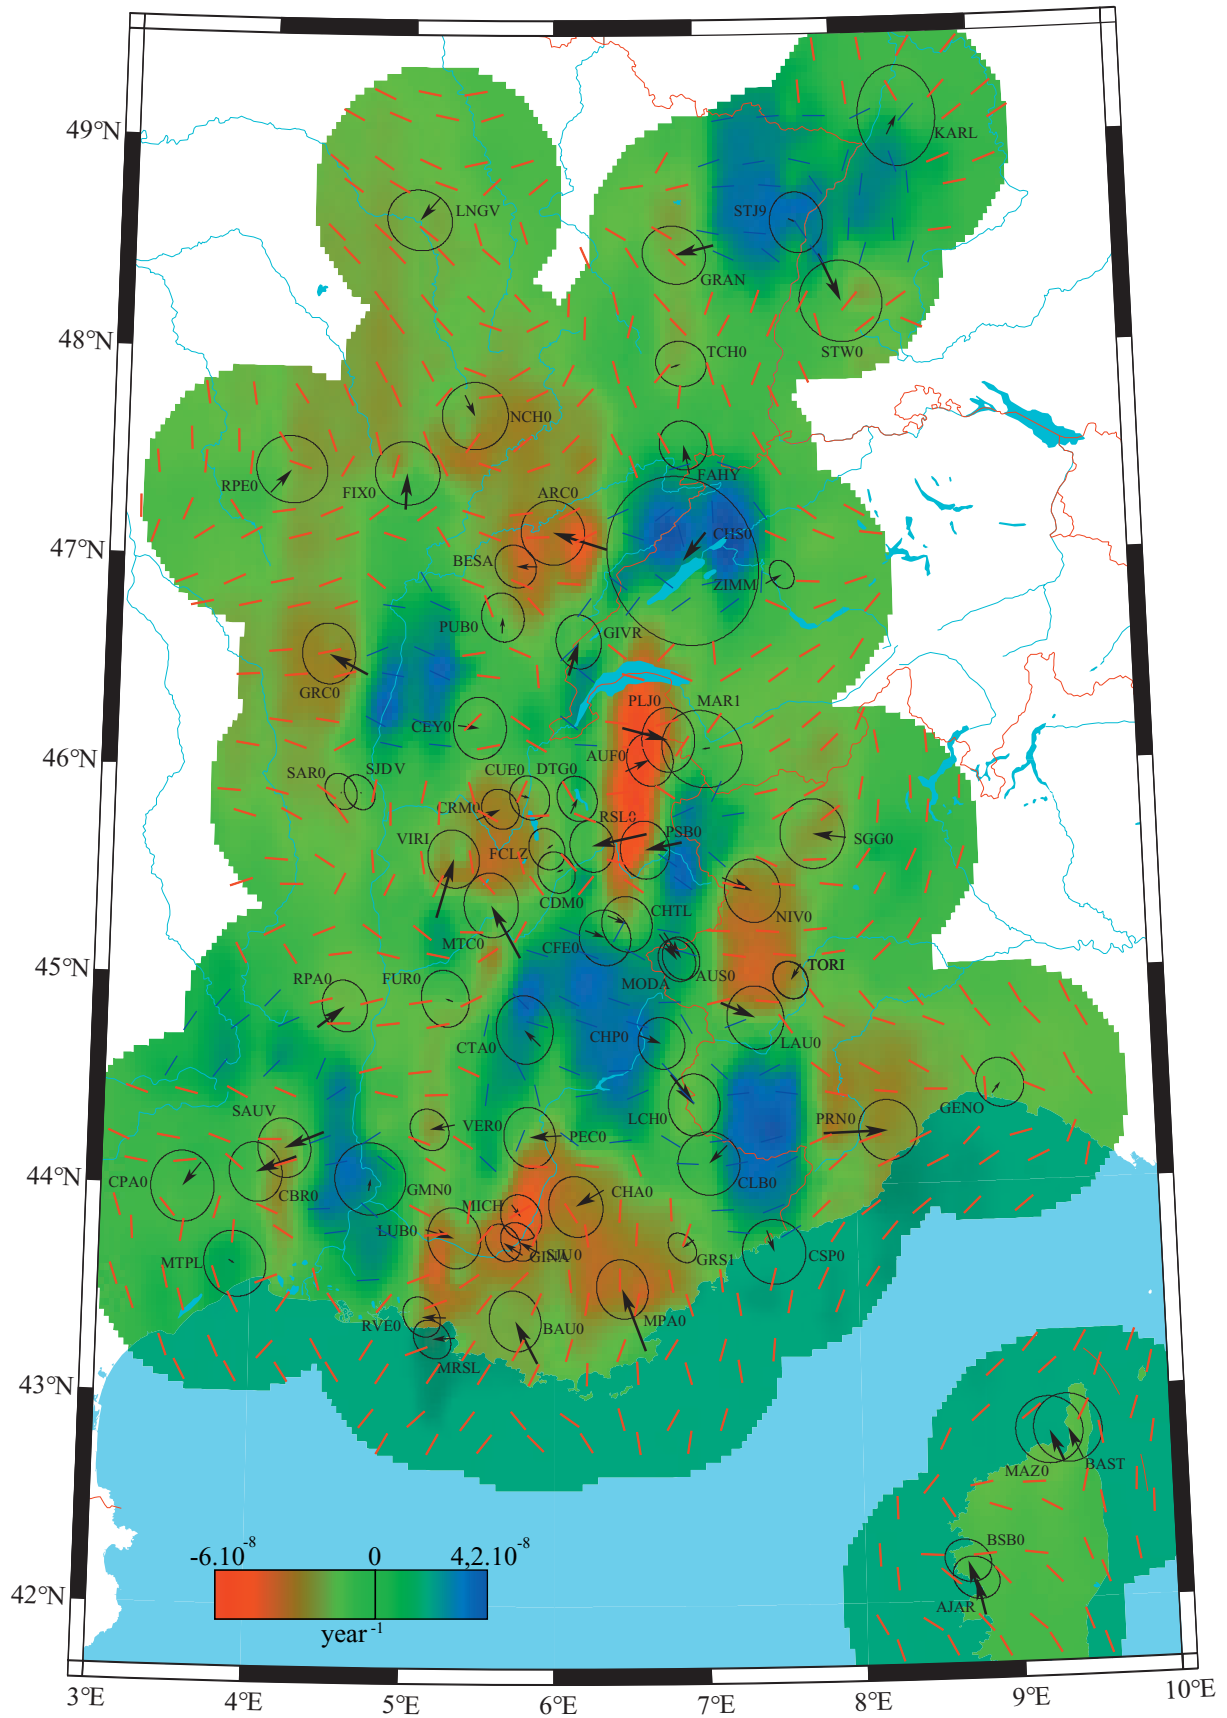 49°N
KARL
LNGV
STJ9
GRAN
48°N
TCH0
STW0
NCH0
RPE0
FIX0
FAHY
ARC0
CHS0
47°N
BESA
ZIMM
PUB0
GIVR
GRC0
PLJ0
MAR1
CEY0
46°N
AUF0
SAR0
SJDV
CUE0
DTG0
CRM0
RSL0
PSB0
VIRI
FCLZ
SGG0
CDM0
CHTL
NIV0
MTC0
CFE0
45°N
RPA0
FUR0
MODA
AUS0
TORI
CTA0
CHP0
LAU0
SAUV
LCH0
PRN0
GENO
VER0
PEC0
44°N
CPA0
CBR0
GMN0
CHA0
CLB0
MICH
LUB0
MTPL
GINA
SJU0
GRS1
CSP0
RVE0
BAU0
MPA0
MRSL
43°N
MAZ0
BAST
BSB0
-6.10-8
0
4,2.10-8
42°N
AJAR
year-1
3°E
4°E
5°E
6°E
7°E
8°E
9°E
10°E